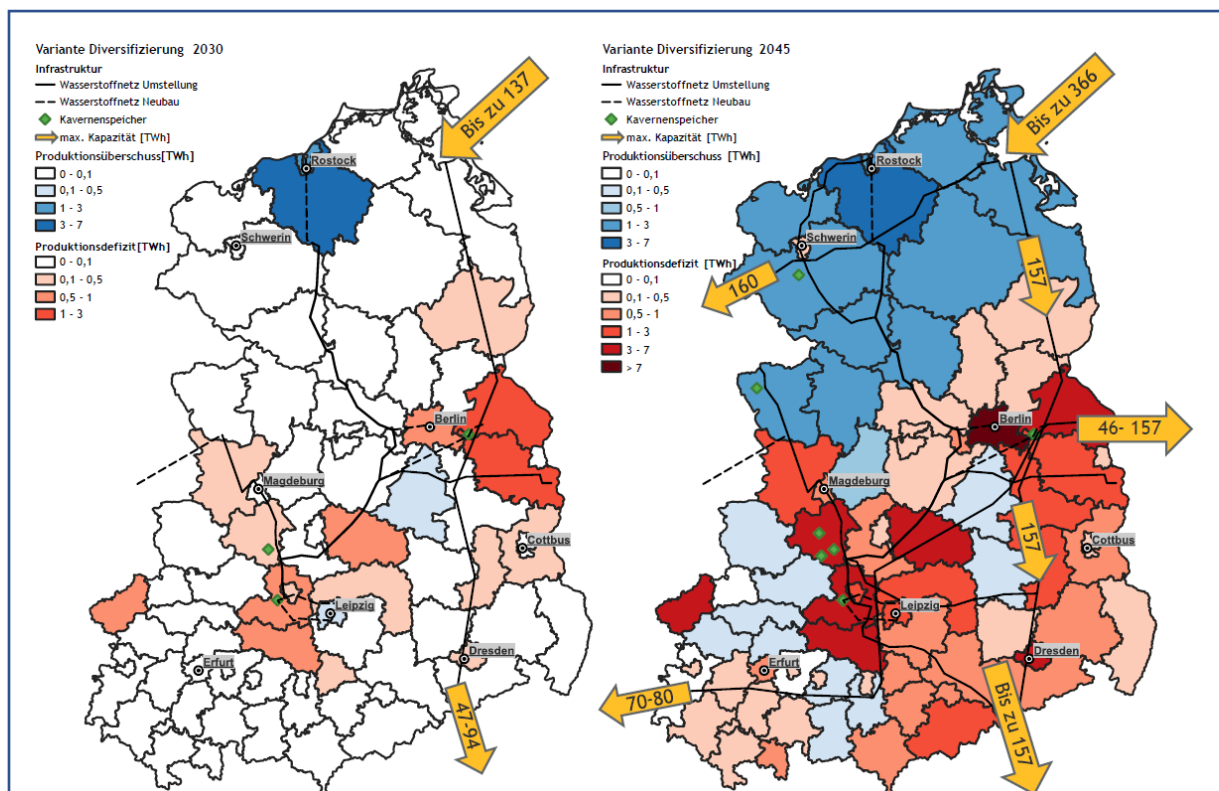 Variante Diversifizierung 2030
Infrastruktur
Wasserstoffnetz Umstellung
Wasserstoffnetz Neubau
Kavernenspeicher
max. Kapazität [TWh]
Produktionsüberschuss[TWh]
0 - 0,1
0,1 - 0,5
1 - 3
3 - 7
Produktionsdefizit[TWh]
0 - 0,1
0,1 - 0,5
0,5 - 1
1 - 3
Bis zu 137
Rostock
Schwerin
Berlin
Magdeburg
Cottbus
Leipzig
Dresden
Erfurt
47-94
Variante Diversifizierung 2045
Infrastruktur
Wasserstoffnetz Umstellung
Wasserstoffnetz Neubau
Kavernenspeicher
max. Kapazität [TWh]
Produktionsüberschuss [TWh]
0 - 0,1
0,1 - 0,5
0,5 - 1
1 - 3
3 - 7
Produktionsdefizit [TWh]
0 - 0,1
0,1 - 0,5
0,5 - 1
1 - 3
3 - 7
> 7
Bis zu 366
Rostock
Schwerin
157
160
Berlin
46- 157
Magdeburg
157
Cottbus
Leipzig
Dresden
Erfurt
70-80
Bis zu 157